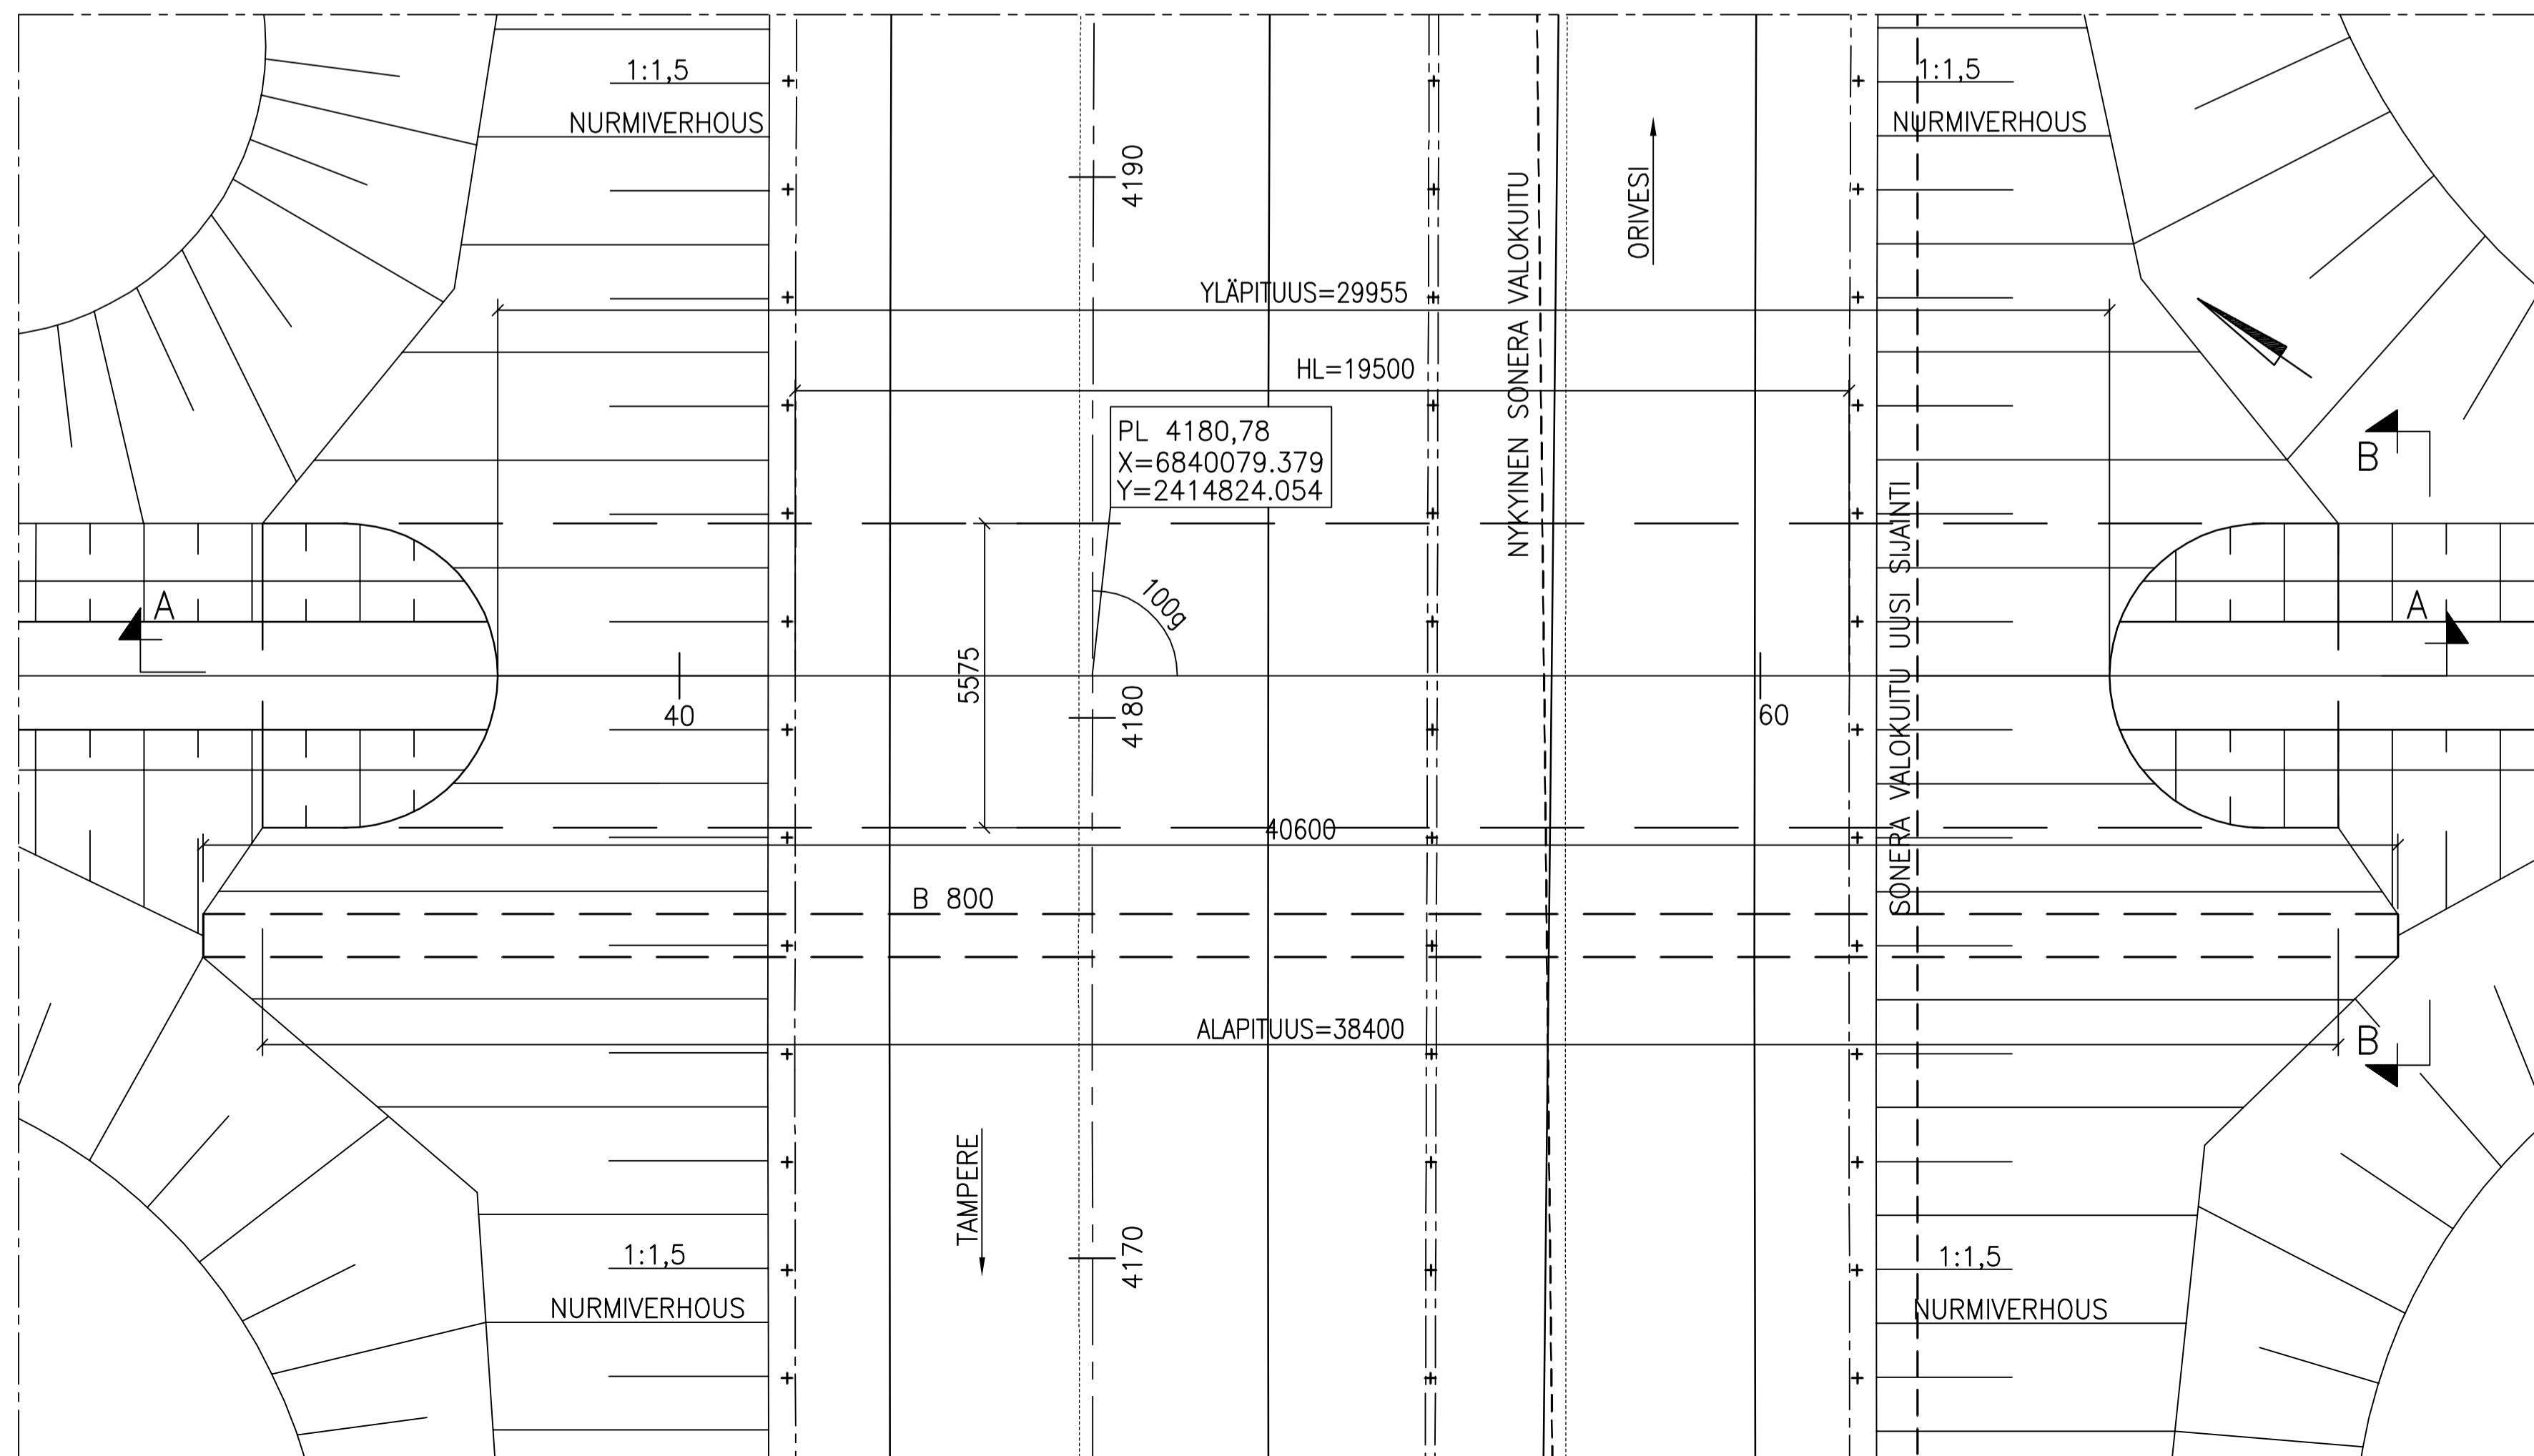 1:1,5
1:1,5
NURMIVERHOUS
NURMIVERHOUS
4190
NYKYINEN SONERA VALOKUITU
ORIVESI
YLÄPITUUS=29955
HL=19500
PL 4180,78
X=6840079.379
Y=2414824.054
B
SONERA VALOKUITU UUSI SIJAINTI
A
100g
A
5575
4180
40
60
40600
B 800
ALAPITUUS=38400
B
TAMPERE
4170
1:1,5
1:1,5
NURMIVERHOUS
NURMIVERHOUS